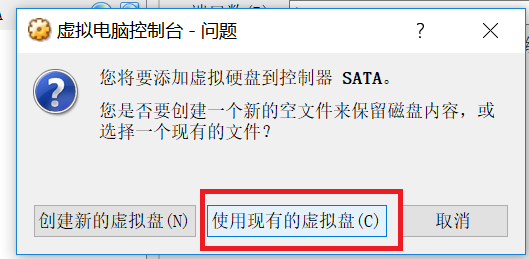 虚拟电脑控制台 - 问题
您将要添加虚拟硬盘到控制器 SATA。
您是否要创建一个新的空文件来保留磁盘内容，或
选择一个现有的文件？
创建新的虚拟盘(N)
使用现有的虚拟盘(C)
取消